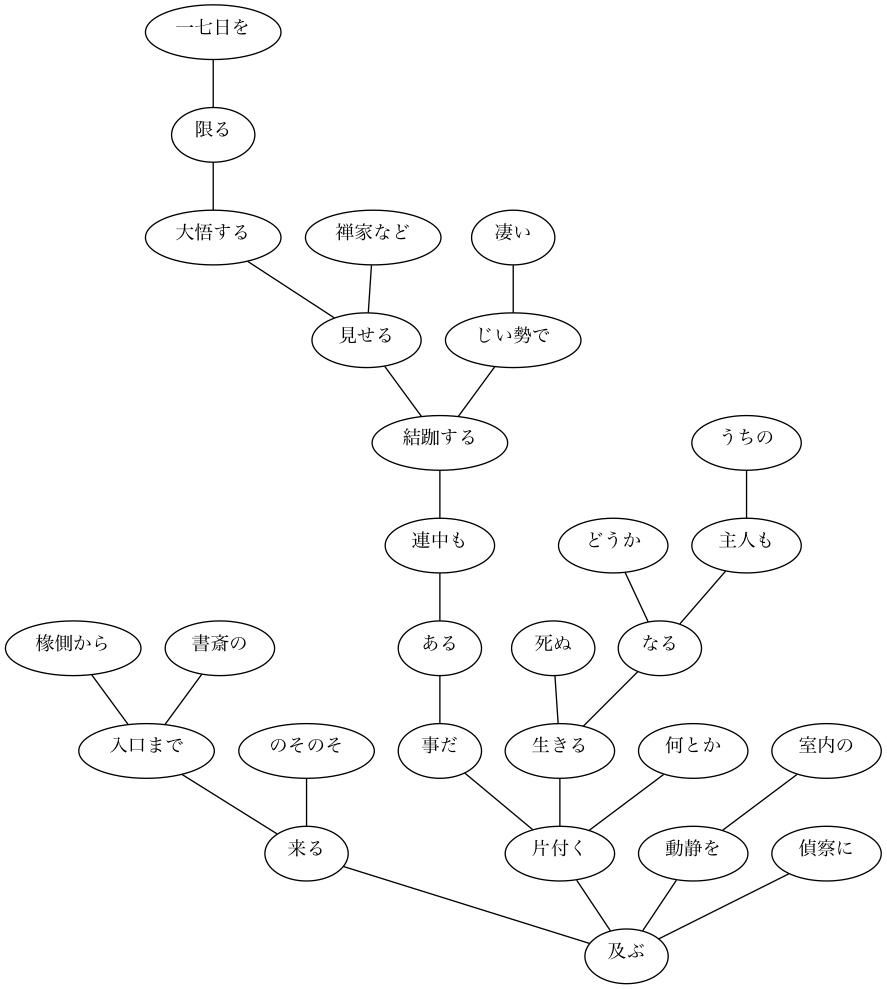 一七日を
限る
大悟する
禅家など
凄い
見せる
じい勢で
結跏する
うちの
連中も
どうか
主人も
椽側から
書斎の
ある
死ぬ
なる
入口まで
のそのそ
事だ
生きる
何とか
室内の
来る
片付く
動静を
偵察に
及ぶ